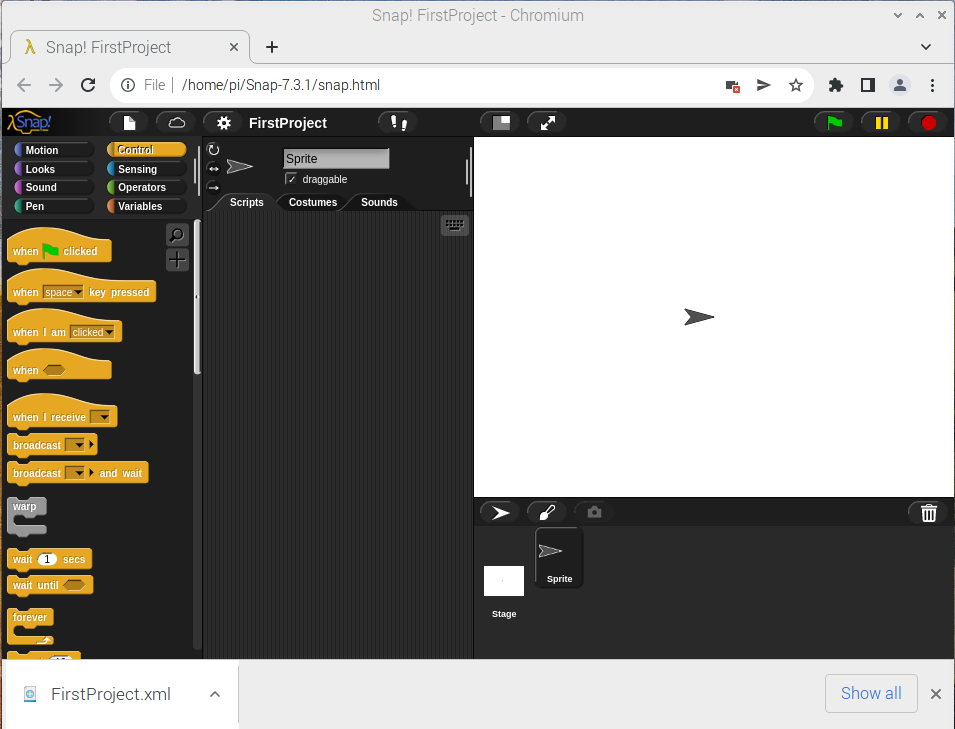 Snap! FirstProject - Chromium
λ Snap! FirstProject
File /home/pi/Snap-7.3.1/snap.html
Snap! FirstProject
Motion Control
Looks Sensing
Sound Operators
Pen Variables
Sprite
draggable
Scripts Costumes Sounds
when clicked
when space key pressed
when I am clicked
when
when I receive
broadcast
broadcast and wait
warp
wait 1 secs
wait until
forever
Sprite
Stage
FirstProject.xml Show all